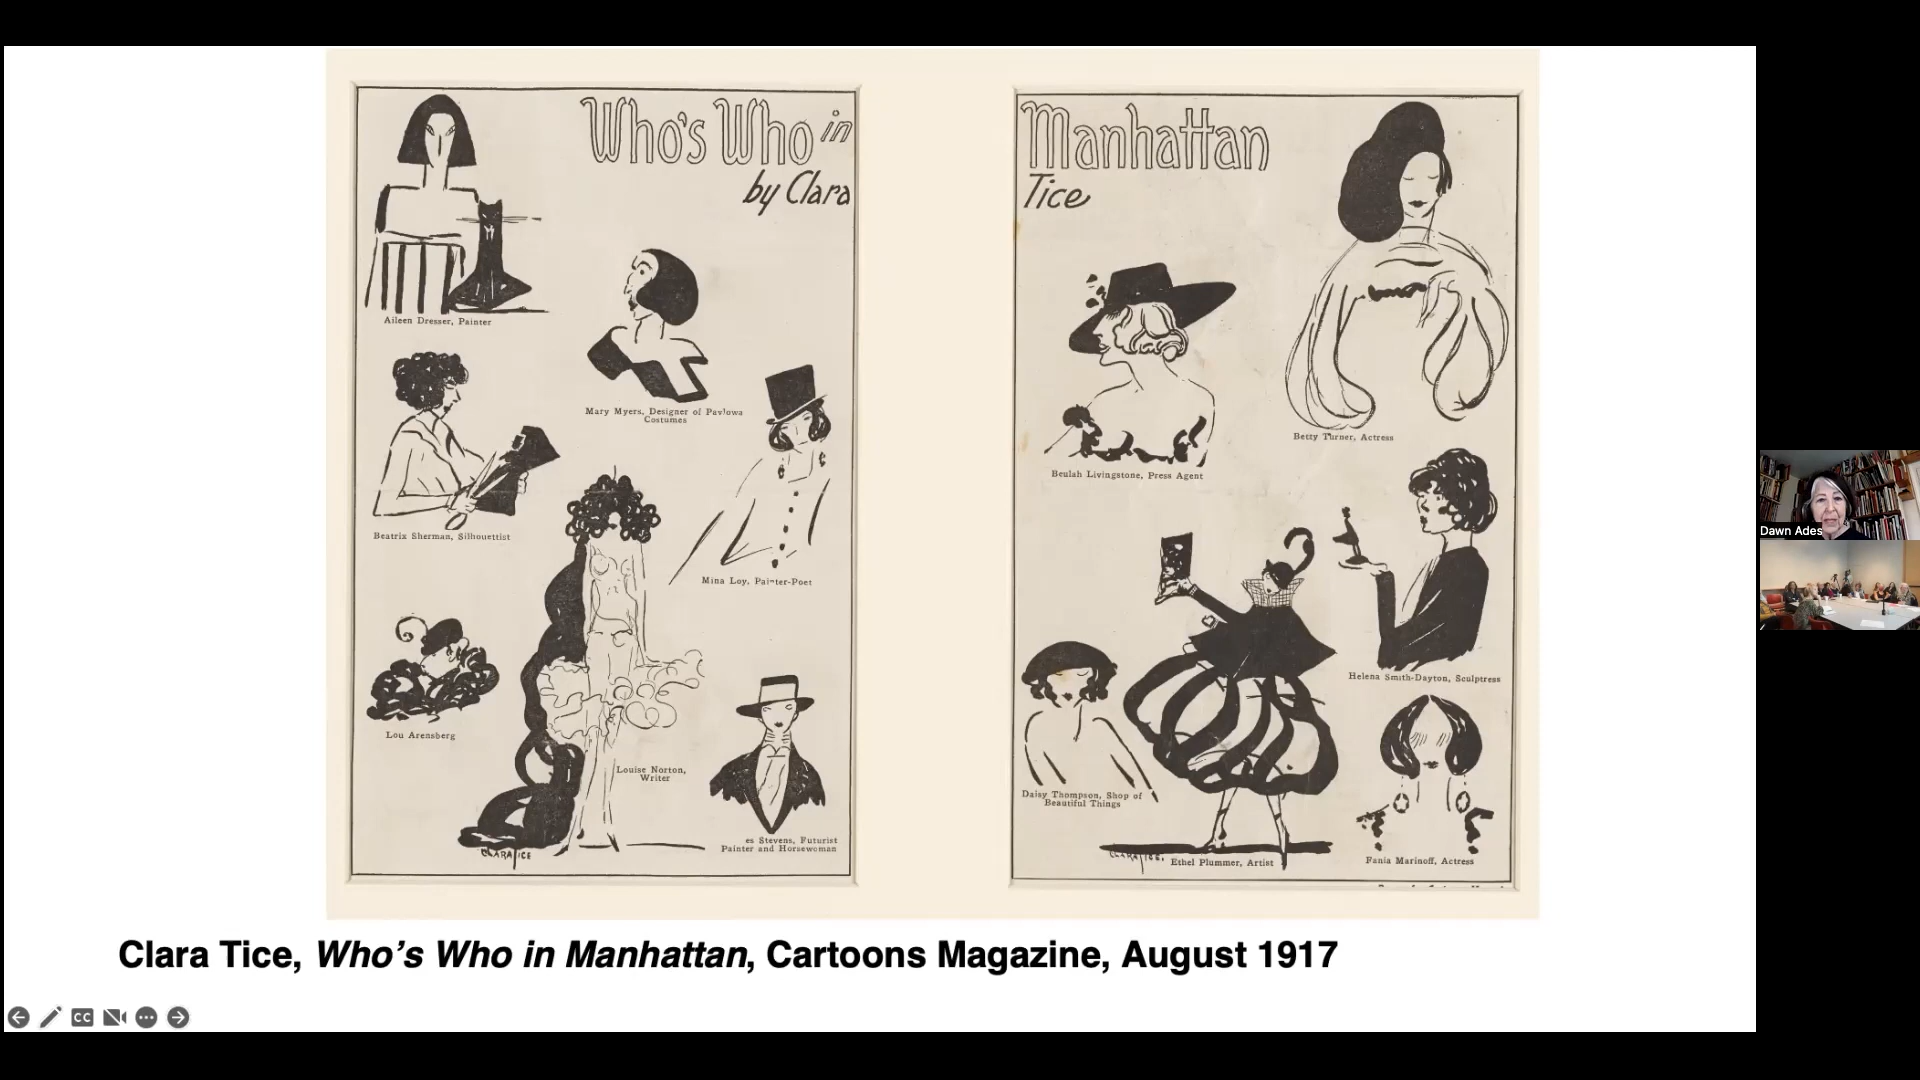 Who's Who in
by Clara
Aileen Dresser, Painter
Mary Myers, Designer of Pavlowa
Costumes
Beatrix Sherman, Silhouettist
Mina Loy, Painter-Poet
Lou Arensberg
Louise Norton,
Writer
es Stevens, Futurist
Painter and Horsewoman
CLARA TICE
Manhattan
Tice
Betty Turner, Actress
Beulah Livingstone, Press Agent
Helena Smith-Dayton, Sculptress
Daisy Thompson, Shop of
Beautiful Things
CLARA TICE.
Ethel Plummer, Artist
Fania Marinoff, Actress
Clara Tice, Who's Who in Manhattan, Cartoons Magazine, August 1917
CC
Dawn Ades